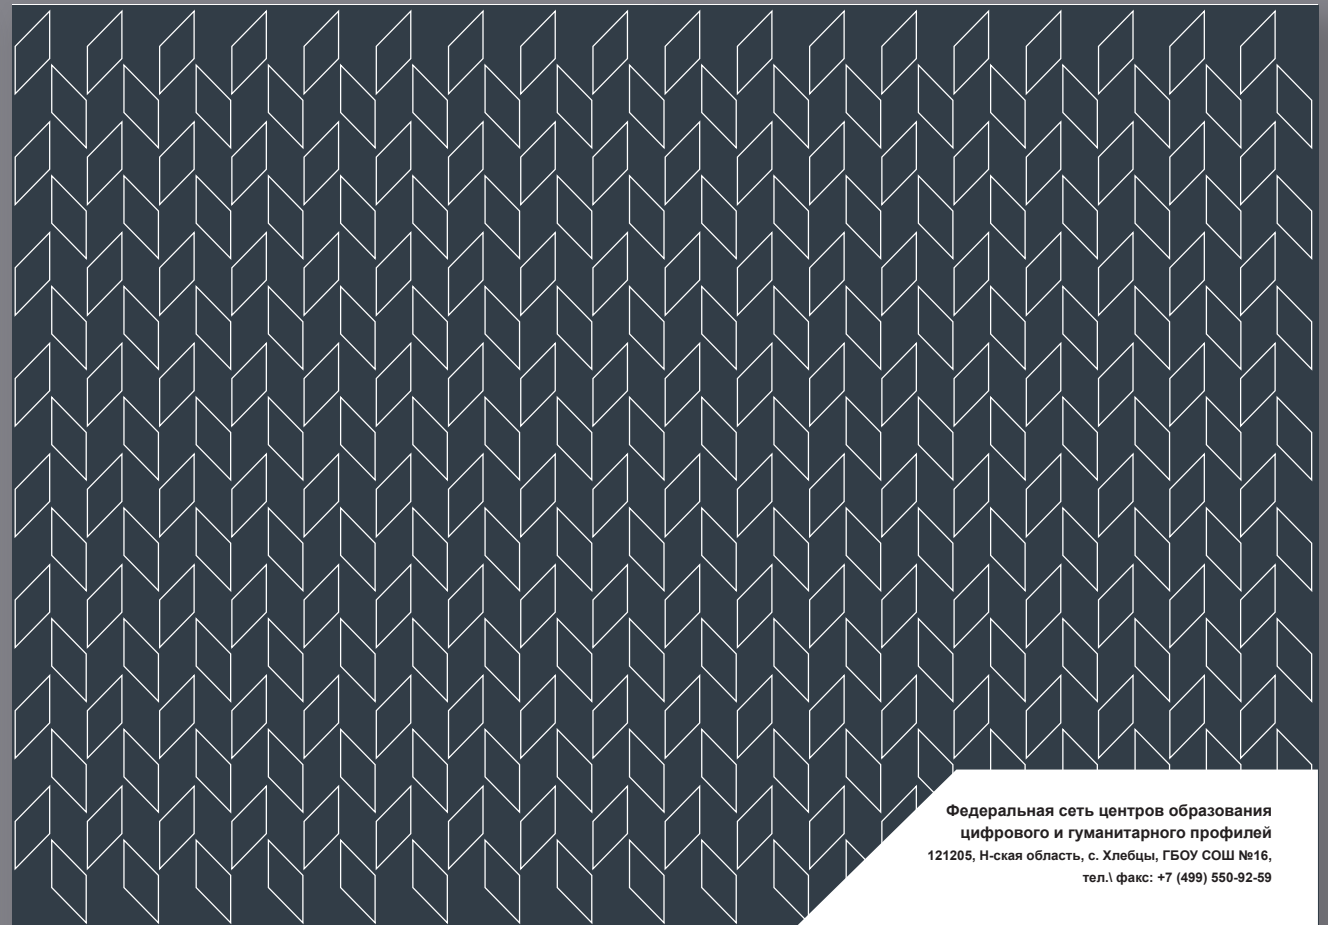 Федеральная сеть центров образования
цифрового и гуманитарного профилей
121205, Н-ская область, с. Хлебцы, ГБОУ СОШ №16,
тел.\ факс: +7 (499) 550-92-59